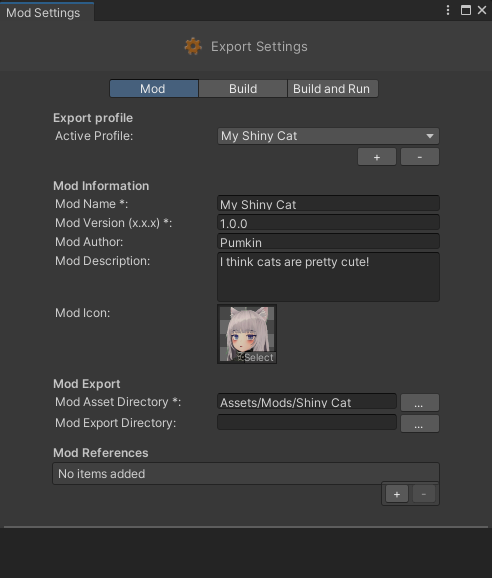 Mod Settings
Export Settings
Mod Build Build and Run
Export profile
Active Profile: My Shiny Cat
+ -
Mod Information
Mod Name *: My Shiny Cat
Mod Version (x.x.x) *: 1.0.0
Mod Author: Pumkin
Mod Description: I think cats are pretty cute!
Mod Icon:
Select
Mod Export
Mod Asset Directory *: Assets/Mods/Shiny Cat ...
Mod Export Directory: ...
Mod References
No items added
+ -